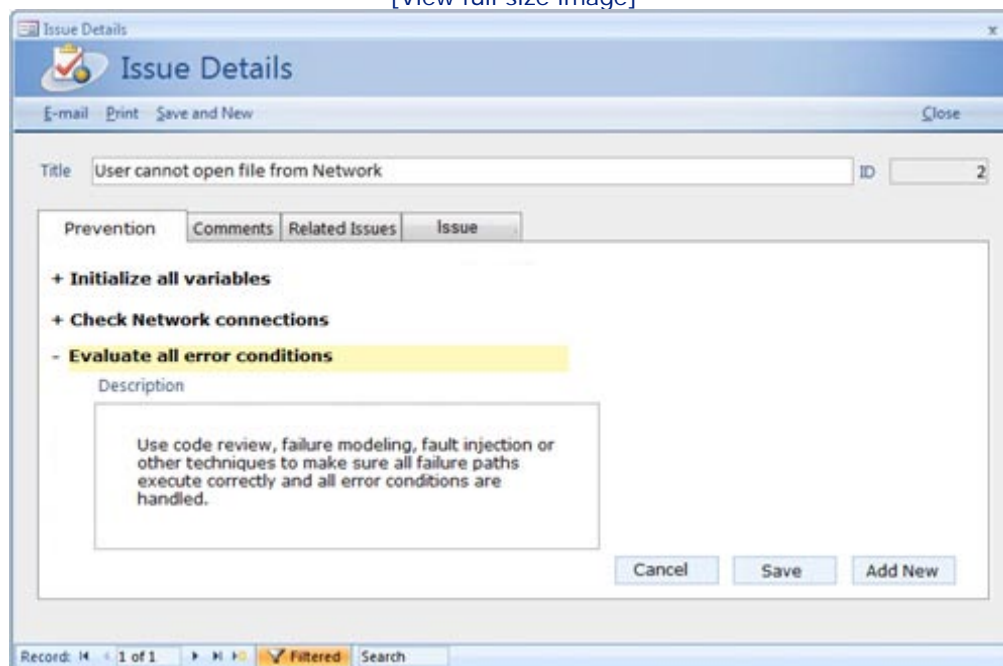 [View full size image]
Issue Details
x
Issue Details
E-mail Print Save and New Close
Title User cannot open file from Network ID 2
Prevention Comments Related Issues Issue
+ Initialize all variables
+ Check Network connections
- Evaluate all error conditions
Description
Use code review, failure modeling, fault injection or
other techniques to make sure all failure paths
execute correctly and all error conditions are
handled.
Cancel Save Add New
Record: 1 of 1 Filtered Search